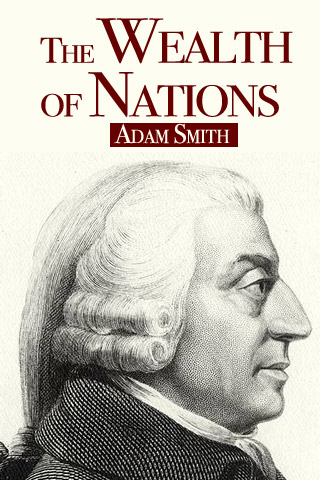 The Wealth
of Nations
Adam Smith